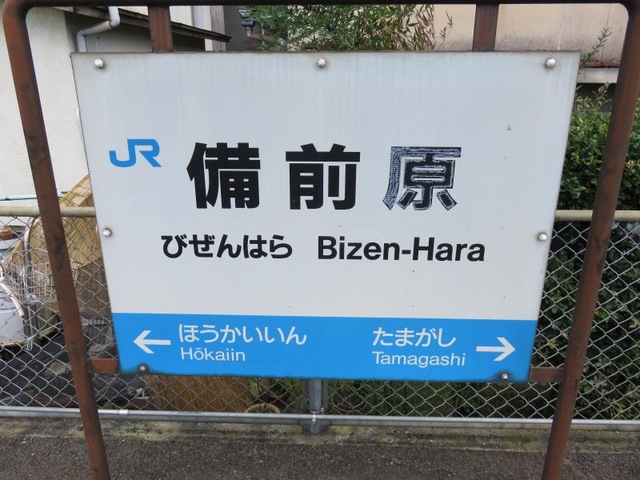 JR 備前原
びぜんはら Bizen-Hara
← ほうかいいん たまがし →
Hōkaiin Tamagashi